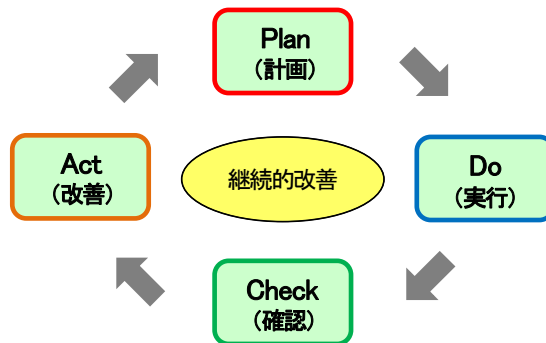 Plan
（計画）
Act
（改善）
継続的改善
Do
（実行）
Check
（確認）